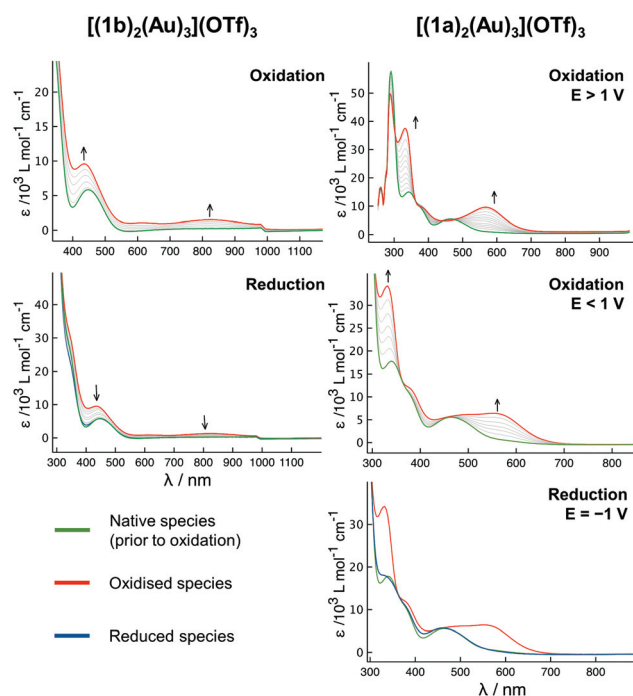 [(1b)₂(Au)₃](OTf)₃
[(1a)₂(Au)₃](OTf)₃
Oxidation
ε /10³ L mol⁻¹ cm⁻¹
20
15
10
5
0
400 500 600 700 800 900 1000 1100
Oxidation
E > 1 V
ε /10³ L mol⁻¹ cm⁻¹
50
40
30
20
10
0
300 400 500 600 700 800 900
Reduction
ε /10³ L mol⁻¹ cm⁻¹
40
30
20
10
0
300 400 500 600 700 800 900 1000 1100
λ / nm
Oxidation
E < 1 V
ε /10³ L mol⁻¹ cm⁻¹
30
20
10
0
300 400 500 600 700 800
Native species
(prior to oxidation)
Oxidised species
Reduced species
Reduction
E = −1 V
ε /10³ L mol⁻¹ cm⁻¹
30
20
10
0
300 400 500 600 700 800
λ / nm